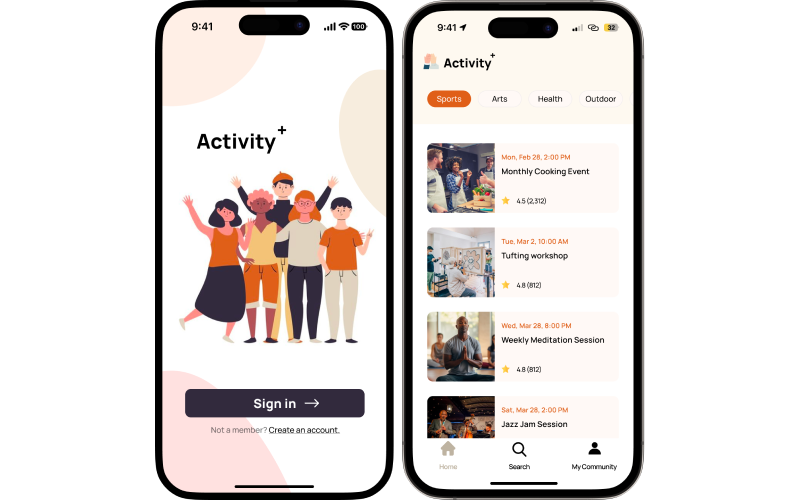 9:41
100
Activity+
Sign in →
Not a member? Create an account.
9:41
32
Activity+
Sports Arts Health Outdoor
Mon, Feb 28, 2:00 PM
Monthly Cooking Event
4.5 (2,312)
Tue, Mar 2, 10:00 AM
Tufting workshop
4.8 (812)
Wed, Mar 28, 8:00 PM
Weekly Meditation Session
4.8 (812)
Sat, Mar 28, 2:00 PM
Jazz Jam Session
Home Search My Community